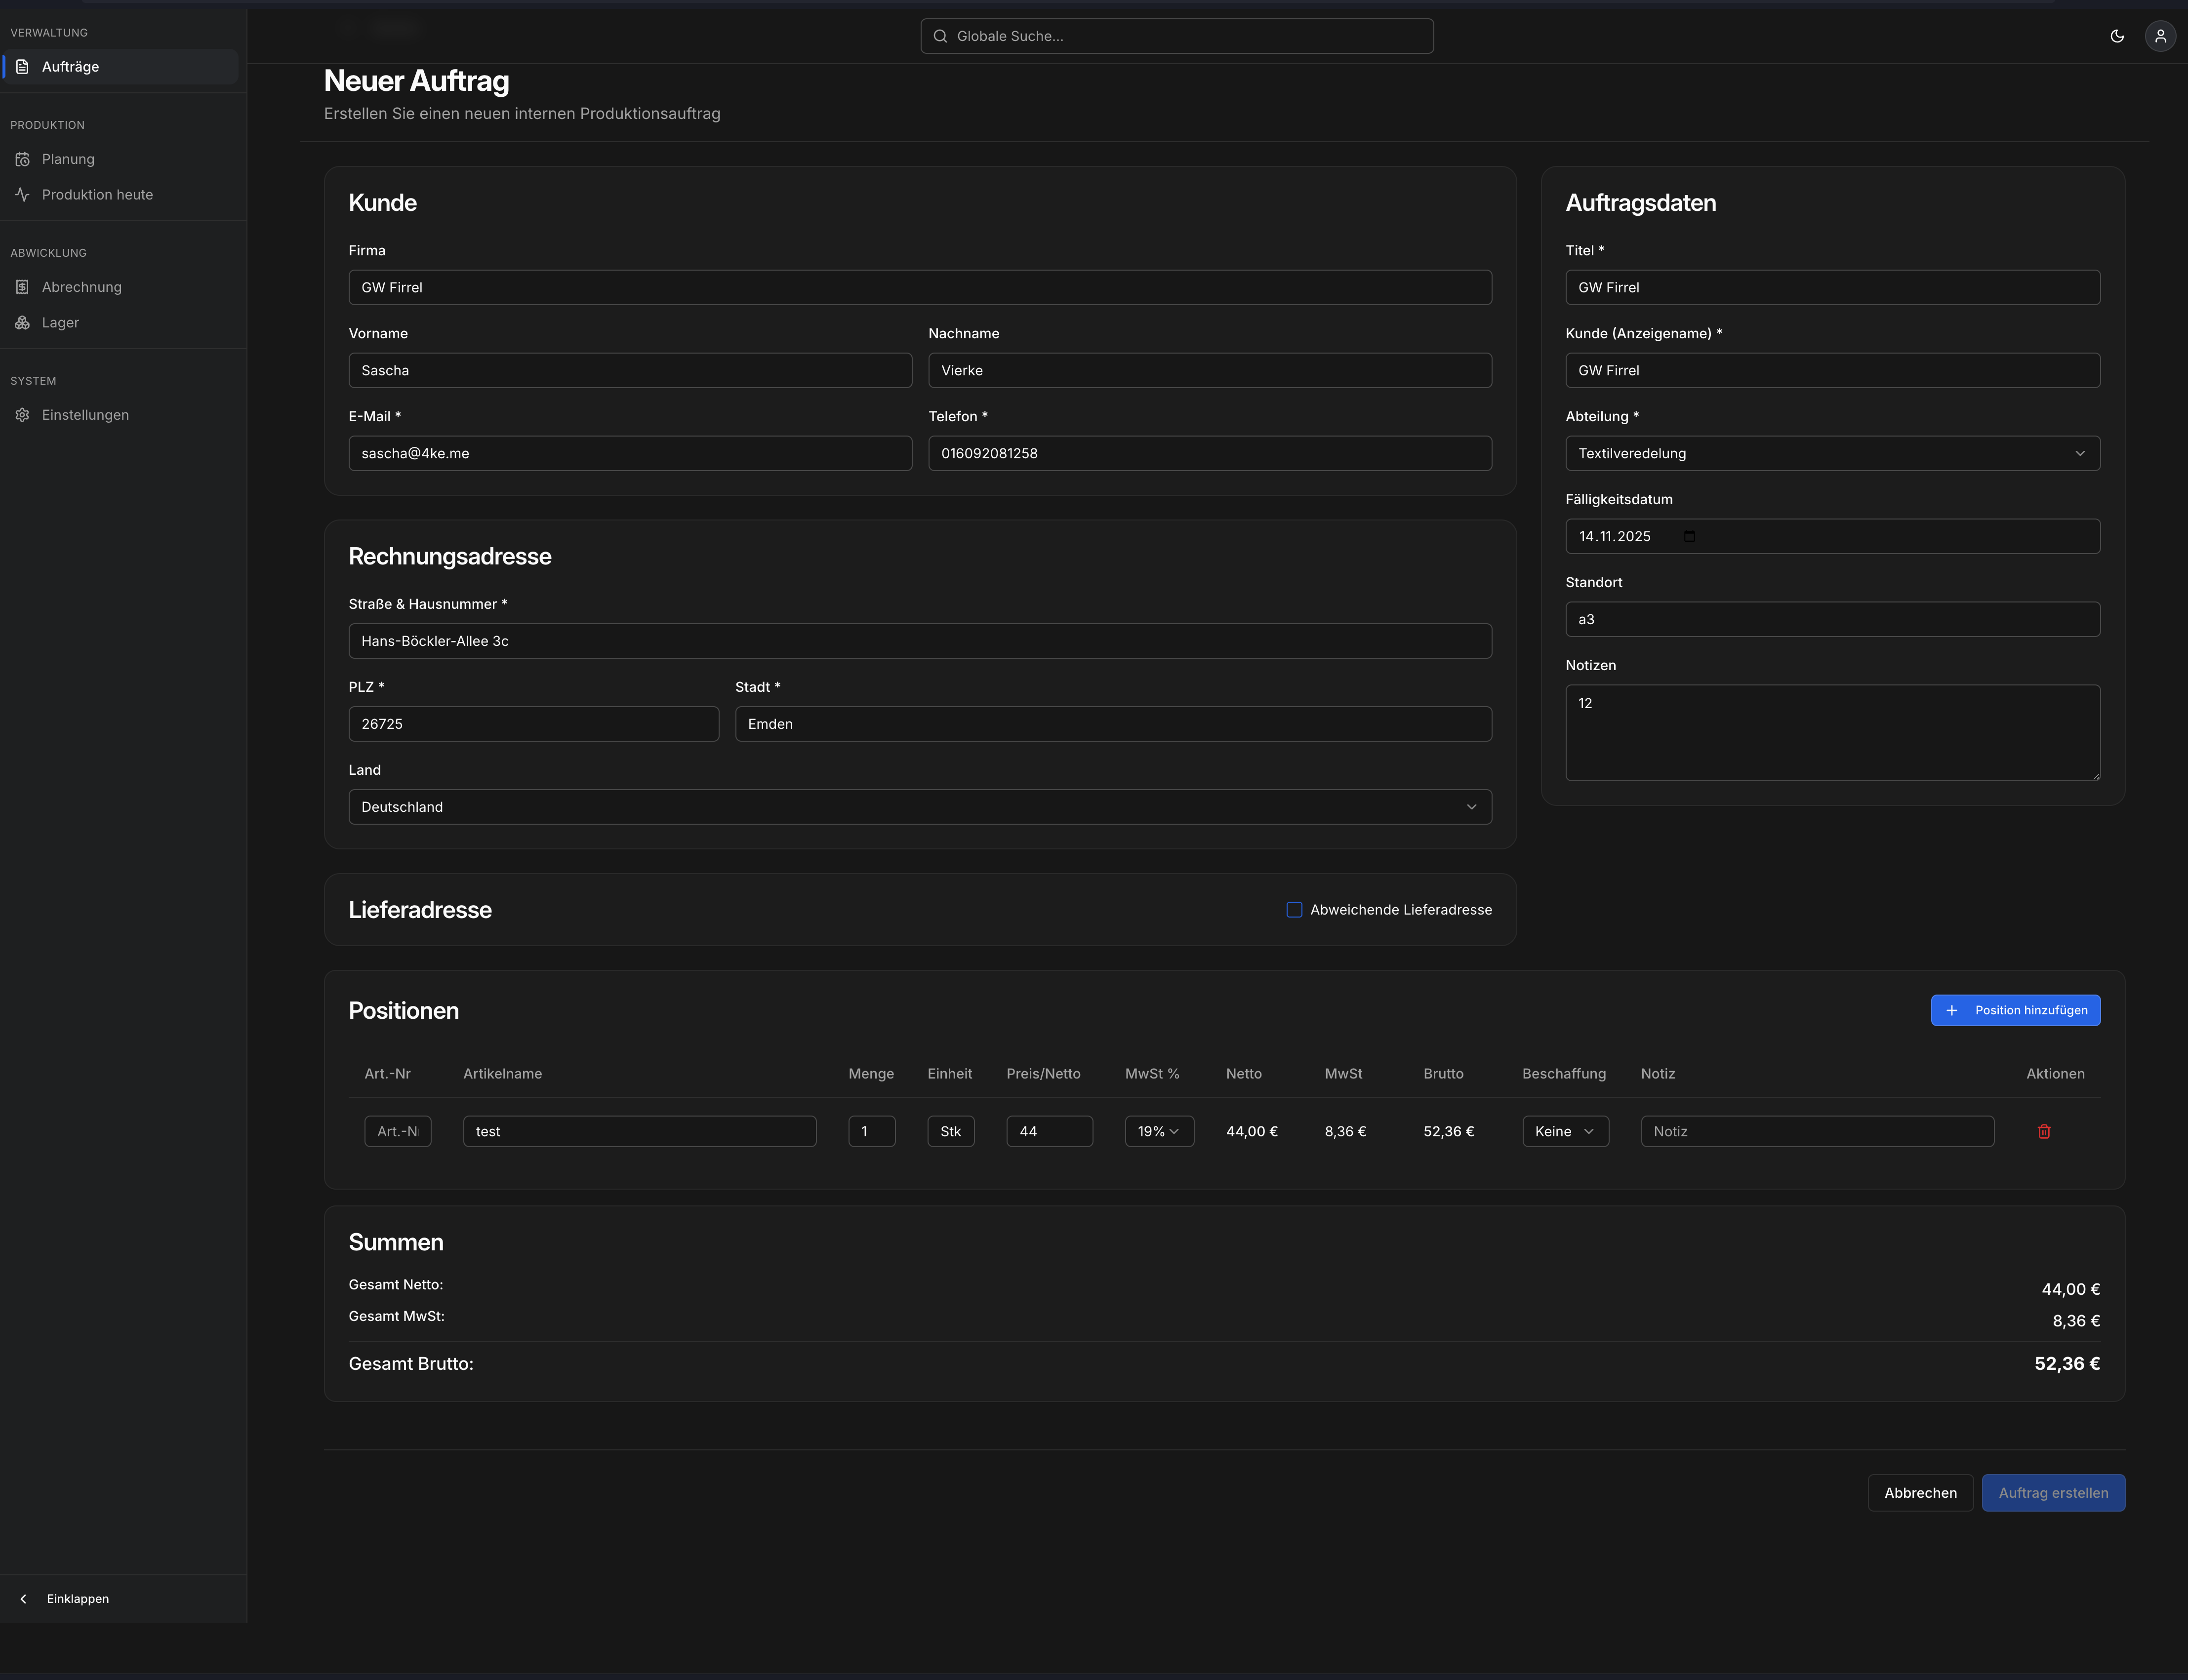 VERWALTUNG
Aufträge
PRODUKTION
Planung
Produktion heute
ABWICKLUNG
Abrechnung
Lager
SYSTEM
Einstellungen
Einklappen
Globale Suche...
Neuer Auftrag
Erstellen Sie einen neuen internen Produktionsauftrag
Kunde
Firma
GW Firrel
Vorname Nachname
Sascha Vierke
E-Mail * Telefon *
sascha@4ke.me 016092081258
Rechnungsadresse
Straße & Hausnummer *
Hans-Böckler-Allee 3c
PLZ * Stadt *
26725 Emden
Land
Deutschland
Lieferadresse Abweichende Lieferadresse
Auftragsdaten
Titel *
GW Firrel
Kunde (Anzeigename) *
GW Firrel
Abteilung *
Textilveredelung
Fälligkeitsdatum
14.11.2025
Standort
a3
Notizen
12
Positionen Position hinzufügen
Art.-Nr Artikelname Menge Einheit Preis/Netto MwSt % Netto MwSt Brutto Beschaffung Notiz Aktionen
Art.-N test 1 Stk 44 19% 44,00 € 8,36 € 52,36 € Keine Notiz
Summen
Gesamt Netto: 44,00 €
Gesamt MwSt: 8,36 €
Gesamt Brutto: 52,36 €
Abbrechen Auftrag erstellen